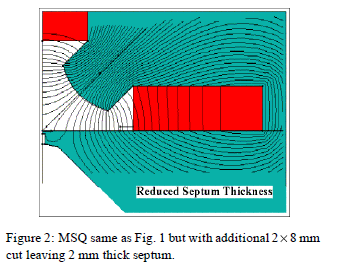 Reduced Septum Thickness
Figure 2: MSQ same as Fig. 1 but with additional 2× 8 mm
cut leaving 2 mm thick septum.